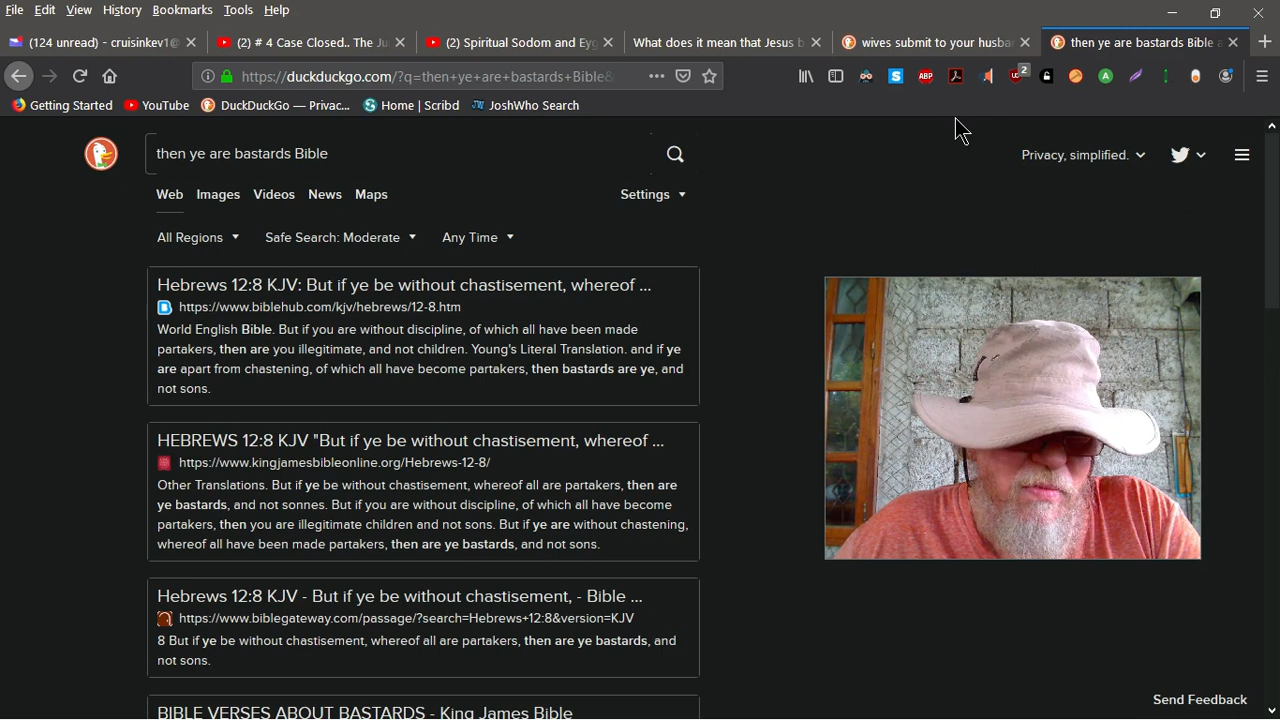 File Edit View History Bookmarks Tools Help
(124 unread) - cruisinkev1@
(2) # 4 Case Closed.. The Ju
(2) Spiritual Sodom and Eyg
What does it mean that Jesus b
wives submit to your husban
then ye are bastards Bible a
https://duckduckgo.com/?q=then+ye+are+bastards+Bible&
ABP
2
Getting Started
YouTube
DuckDuckGo — Privac...
Home | Scribd
JoshWho Search
then ye are bastards Bible
Privacy, simplified.
Web Images Videos News Maps
Settings
All Regions
Safe Search: Moderate
Any Time
Hebrews 12:8 KJV: But if ye be without chastisement, whereof ...
https://www.biblehub.com/kjv/hebrews/12-8.htm
World English Bible. But if you are without discipline, of which all have been made
partakers, then are you illegitimate, and not children. Young's Literal Translation. and if ye
are apart from chastening, of which all have become partakers, then bastards are ye, and
not sons.
HEBREWS 12:8 KJV "But if ye be without chastisement, whereof ...
https://www.kingjamesbibleonline.org/Hebrews-12-8/
Other Translations. But if ye be without chastisement, whereof all are partakers, then are
ye bastards, and not sonnes. But if you are without discipline, of which all have become
partakers, then you are illegitimate children and not sons. But if ye are without chastening,
whereof all have been made partakers, then are ye bastards, and not sons.
Hebrews 12:8 KJV - But if ye be without chastisement, - Bible ...
https://www.biblegateway.com/passage/?search=Hebrews+12:8&version=KJV
8 But if ye be without chastisement, whereof all are partakers, then are ye bastards, and
not sons.
BIBLE VERSES ABOUT BASTARDS - King James Bible
Send Feedback